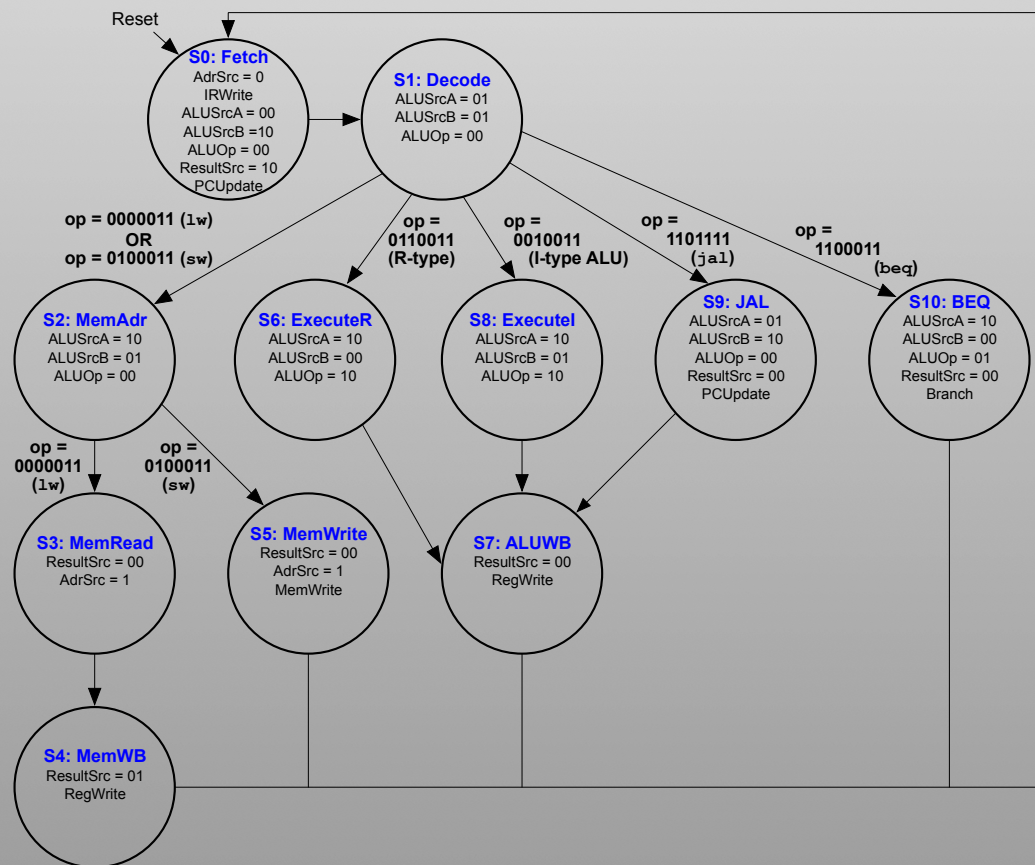 Reset
S0: Fetch
AdrSrc = 0
IRWrite
ALUSrcA = 00
ALUSrcB =10
ALUOp = 00
ResultSrc = 10
PCUpdate
S1: Decode
ALUSrcA = 01
ALUSrcB = 01
ALUOp = 00
op = 0000011 (lw)
OR
op = 0100011 (sw)
op =
0110011
(R-type)
op =
0010011
(I-type ALU)
op =
1101111
(jal)
op =
1100011
(beq)
S2: MemAdr
ALUSrcA = 10
ALUSrcB = 01
ALUOp = 00
S6: ExecuteR
ALUSrcA = 10
ALUSrcB = 00
ALUOp = 10
S8: ExecuteI
ALUSrcA = 10
ALUSrcB = 01
ALUOp = 10
S9: JAL
ALUSrcA = 01
ALUSrcB = 10
ALUOp = 00
ResultSrc = 00
PCUpdate
S10: BEQ
ALUSrcA = 10
ALUSrcB = 00
ALUOp = 01
ResultSrc = 00
Branch
op =
0000011
(lw)
op =
0100011
(sw)
S3: MemRead
ResultSrc = 00
AdrSrc = 1
S5: MemWrite
ResultSrc = 00
AdrSrc = 1
MemWrite
S7: ALUWB
ResultSrc = 00
RegWrite
S4: MemWB
ResultSrc = 01
RegWrite